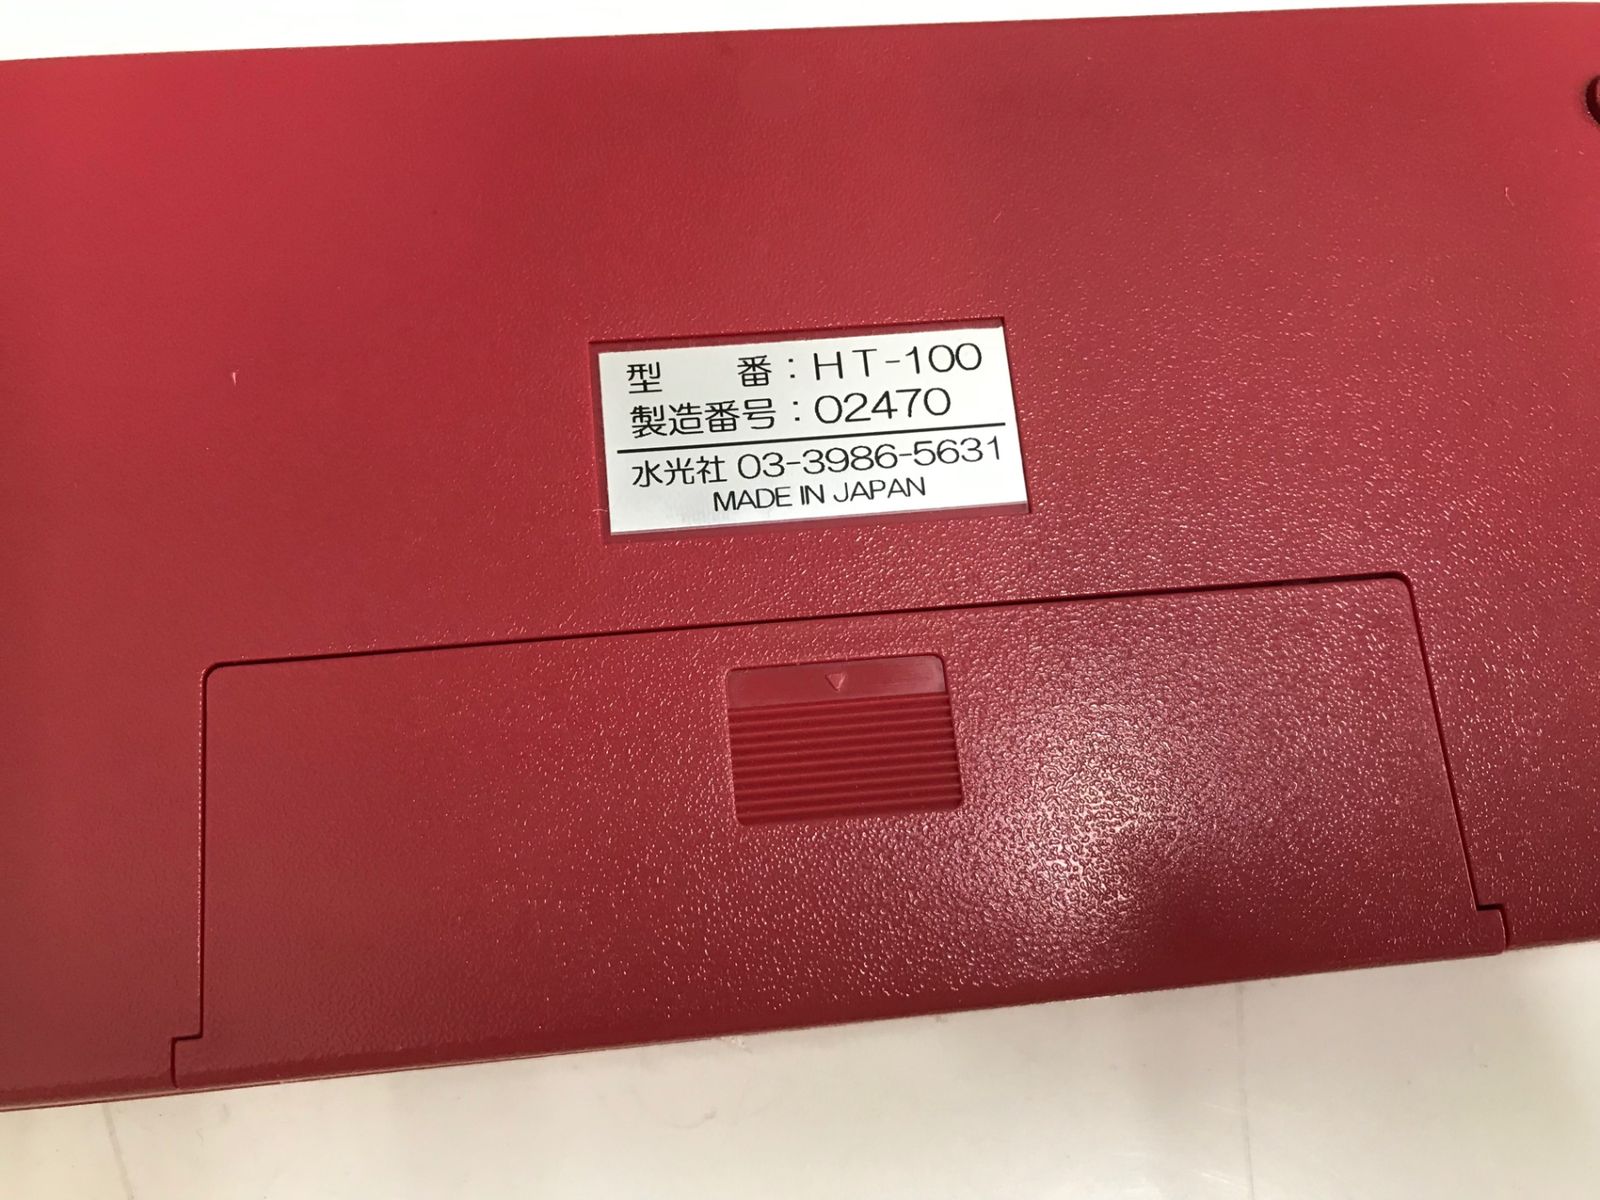 型　番：HT-100
製造番号：02470
水光社 03-3986-5631
MADE IN JAPAN